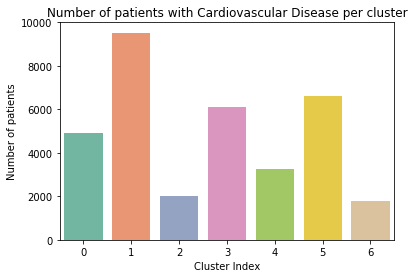 Number of patients with Cardiovascular Disease per cluster
10000
8000
6000
4000
2000
0
Number of patients
0 1 2 3 4 5 6
Cluster Index